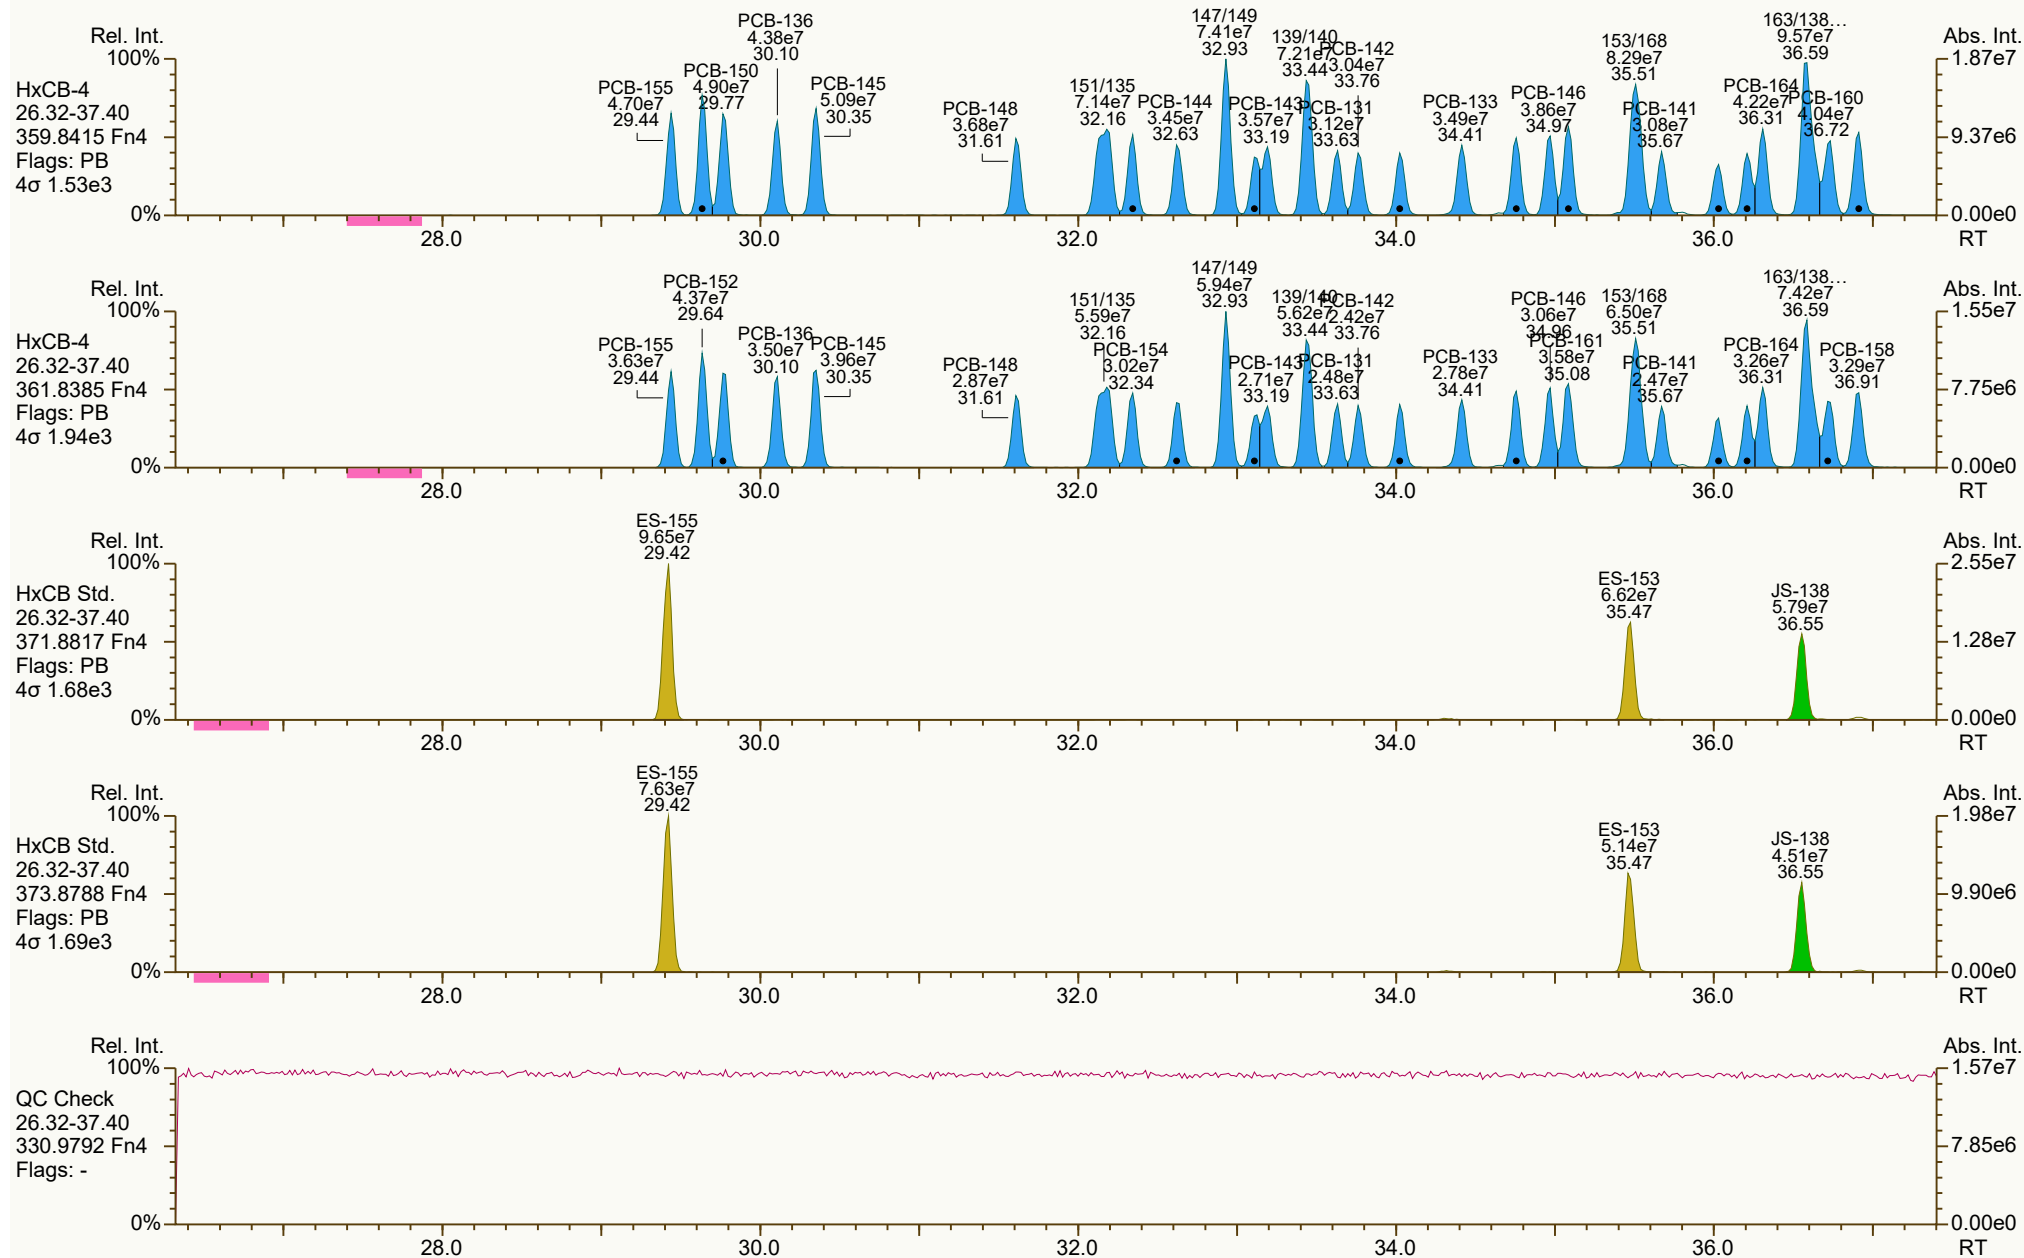 Rel. Int.
100%
0%
HxCB-4
26.32-37.40
359.8415 Fn4
Flags: PB
4σ 1.53e3
PCB-155
4.70e7
29.44
PCB-150
4.90e7
29.77
PCB-136
4.38e7
30.10
PCB-145
5.09e7
30.35
PCB-148
3.68e7
31.61
151/135
7.14e7
32.16
PCB-144
3.45e7
32.63
147/149
7.41e7
32.93
PCB-143
3.57e7
33.19
139/140
7.21e7
33.44
PCB-131
3.12e7
33.63
PCB-142
3.04e7
33.76
PCB-133
3.49e7
34.41
PCB-146
3.86e7
34.97
153/168
8.29e7
35.51
PCB-141
3.08e7
35.67
PCB-164
4.22e7
36.31
163/138...
9.57e7
36.59
PCB-160
4.04e7
36.72
Abs. Int.
1.87e7
9.37e6
0.00e0
28.0 30.0 32.0 34.0 36.0 RT
Rel. Int.
100%
0%
HxCB-4
26.32-37.40
361.8385 Fn4
Flags: PB
4σ 1.94e3
PCB-155
3.63e7
29.44
PCB-152
4.37e7
29.64
PCB-136
3.50e7
30.10
PCB-145
3.96e7
30.35
PCB-148
2.87e7
31.61
151/135
5.59e7
32.16
PCB-154
3.02e7
32.34
147/149
5.94e7
32.93
PCB-143
2.71e7
33.19
139/140
5.62e7
33.44
PCB-131
2.48e7
33.63
PCB-142
2.42e7
33.76
PCB-133
2.78e7
34.41
PCB-146
3.06e7
34.96
PCB-161
3.58e7
35.08
153/168
6.50e7
35.51
PCB-141
2.47e7
35.67
PCB-164
3.26e7
36.31
163/138...
7.42e7
36.59
PCB-158
3.29e7
36.91
Abs. Int.
1.55e7
7.75e6
0.00e0
28.0 30.0 32.0 34.0 36.0 RT
Rel. Int.
100%
0%
HxCB Std.
26.32-37.40
371.8817 Fn4
Flags: PB
4σ 1.68e3
ES-155
9.65e7
29.42
ES-153
6.62e7
35.47
JS-138
5.79e7
36.55
Abs. Int.
2.55e7
1.28e7
0.00e0
28.0 30.0 32.0 34.0 36.0 RT
Rel. Int.
100%
0%
HxCB Std.
26.32-37.40
373.8788 Fn4
Flags: PB
4σ 1.69e3
ES-155
7.63e7
29.42
ES-153
5.14e7
35.47
JS-138
4.51e7
36.55
Abs. Int.
1.98e7
9.90e6
0.00e0
28.0 30.0 32.0 34.0 36.0 RT
Rel. Int.
100%
0%
QC Check
26.32-37.40
330.9792 Fn4
Flags: -
Abs. Int.
1.57e7
7.85e6
0.00e0
28.0 30.0 32.0 34.0 36.0 RT